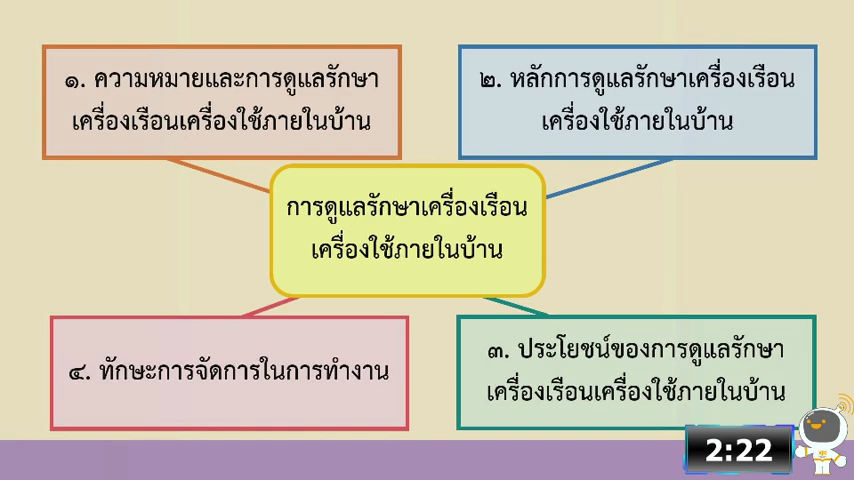 ๑. ความหมายและการดูแลรักษา
เครื่องเรือนเครื่องใช้ภายในบ้าน
๒. หลักการดูแลรักษาเครื่องเรือน
เครื่องใช้ภายในบ้าน
การดูแลรักษาเครื่องเรือน
เครื่องใช้ภายในบ้าน
๔. ทักษะการจัดการในการทำงาน
๓. ประโยชน์ของการดูแลรักษา
เครื่องเรือนเครื่องใช้ภายในบ้าน
2:22